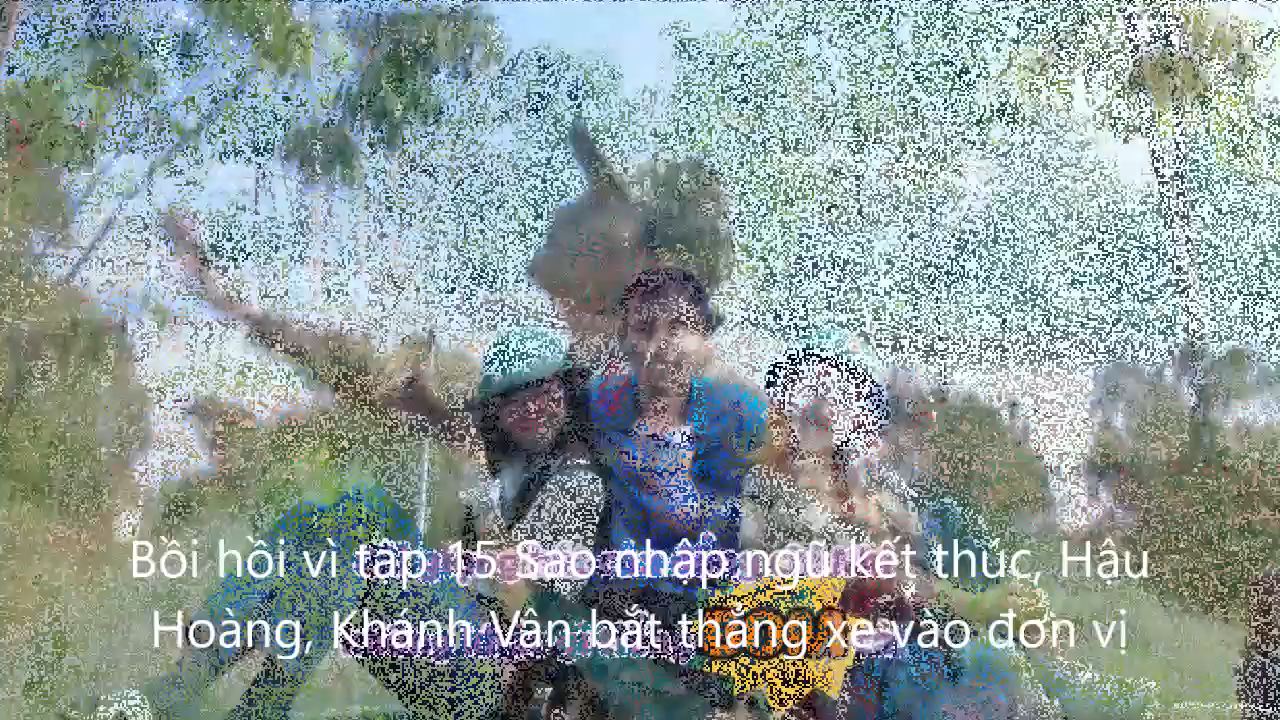 Bồi hồi vì tập 15 Sao nhập ngũ kết thúc, Hậu
Hoàng, Khánh Vân bắt thẳng xe vào đơn vị